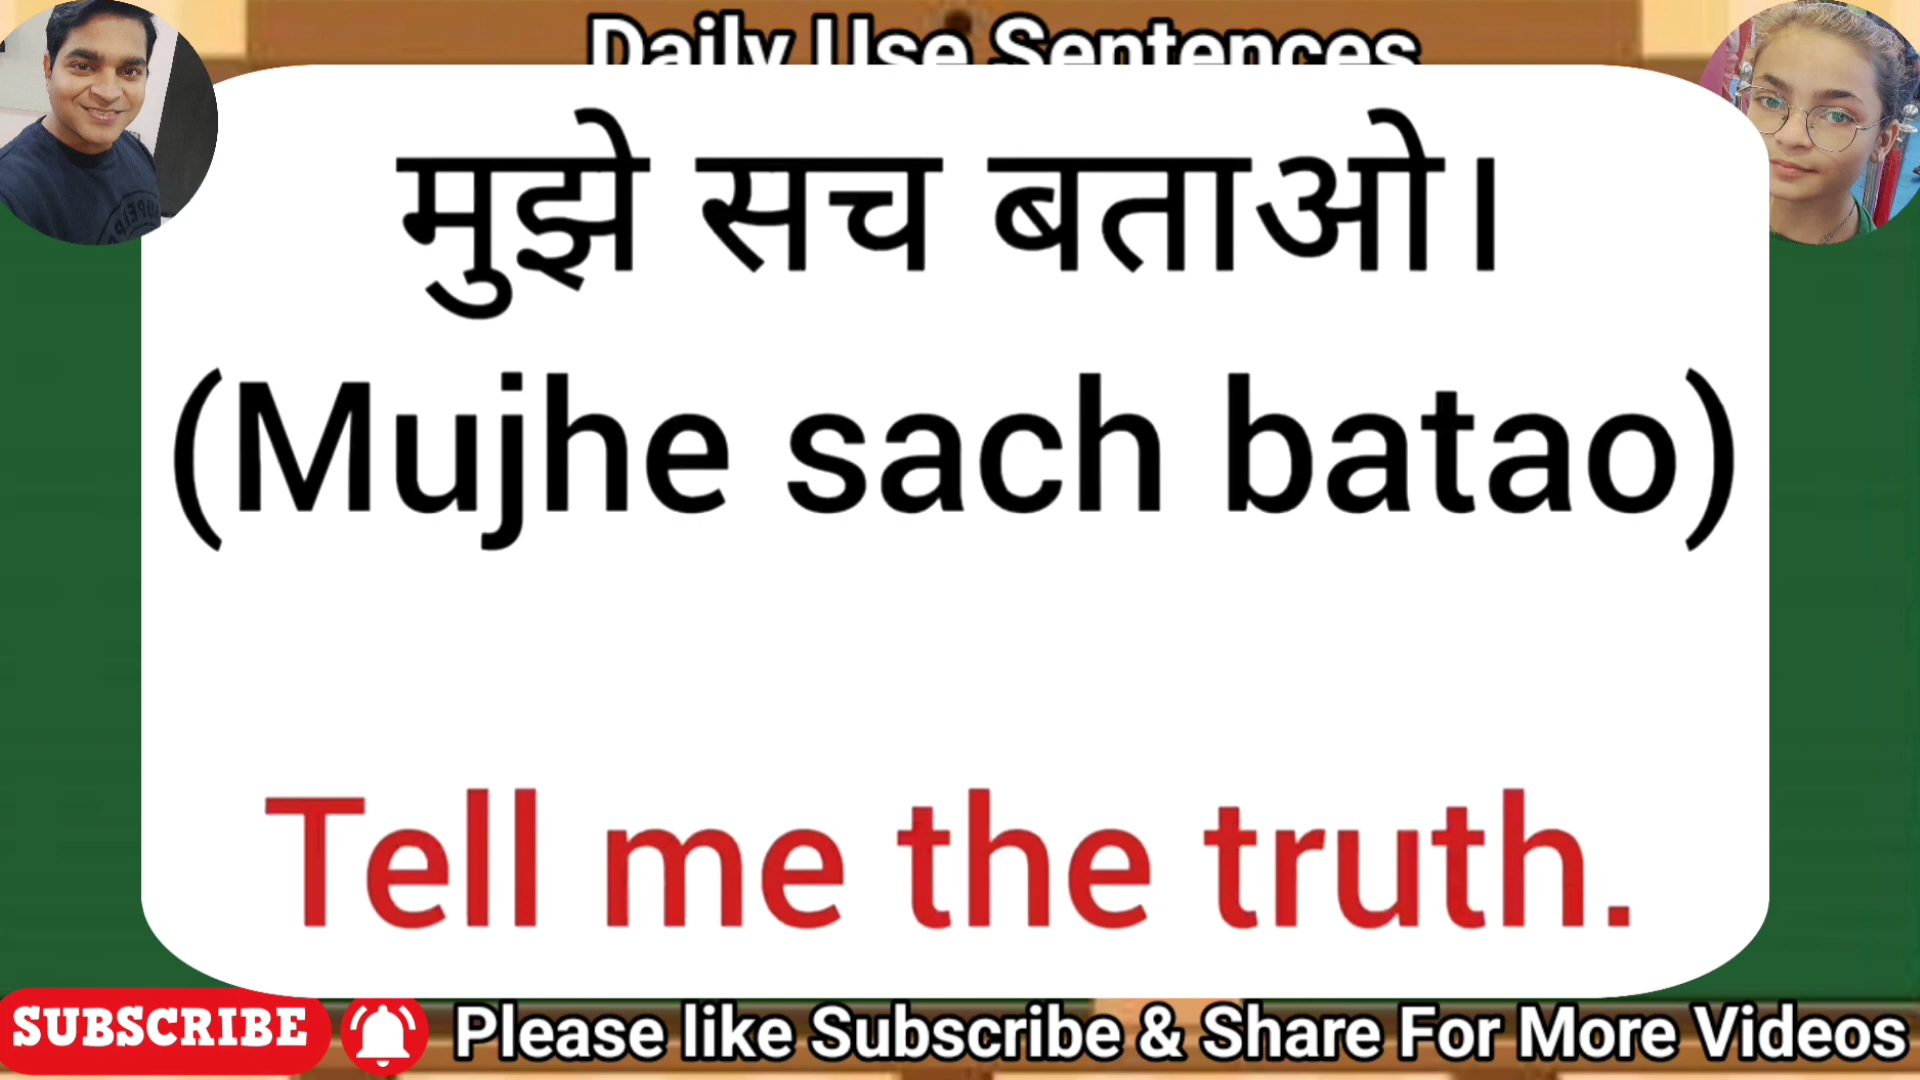 Daily Use Sentences
मुझे सच बताओ।
(Mujhe sach batao)
Tell me the truth.
SUBSCRIBE
Please like Subscribe & Share For More Videos